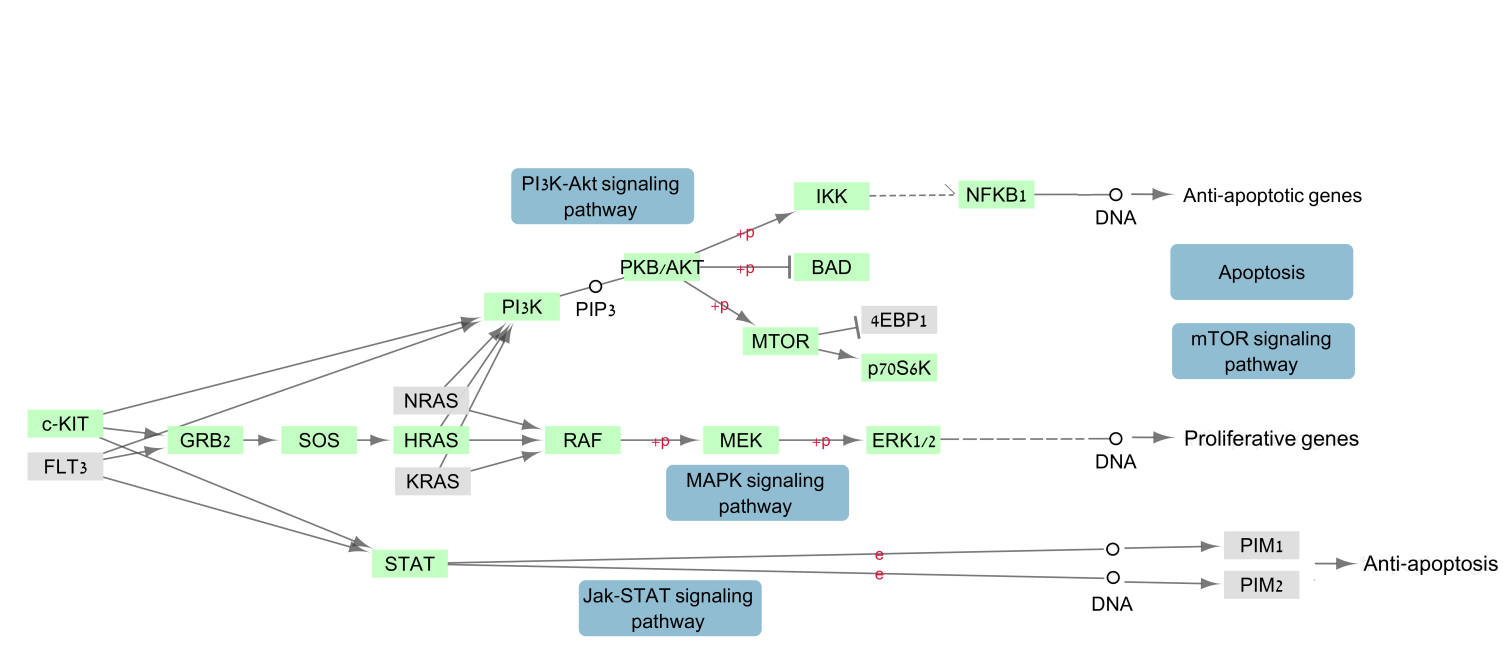 PI3K-Akt signaling
pathway
IKK
NFKB1
DNA
Anti-apoptotic genes
+p
PKB/AKT
+p
BAD
Apoptosis
PI3K
PIP3
+p
4EBP1
MTOR
mTOR signaling
pathway
p70S6K
NRAS
c-KIT
GRB2
SOS
HRAS
RAF
+p
MEK
+p
ERK1/2
DNA
Proliferative genes
FLT3
KRAS
MAPK signaling
pathway
STAT
e
e
PIM1
Anti-apoptosis
PIM2
DNA
Jak-STAT signaling
pathway